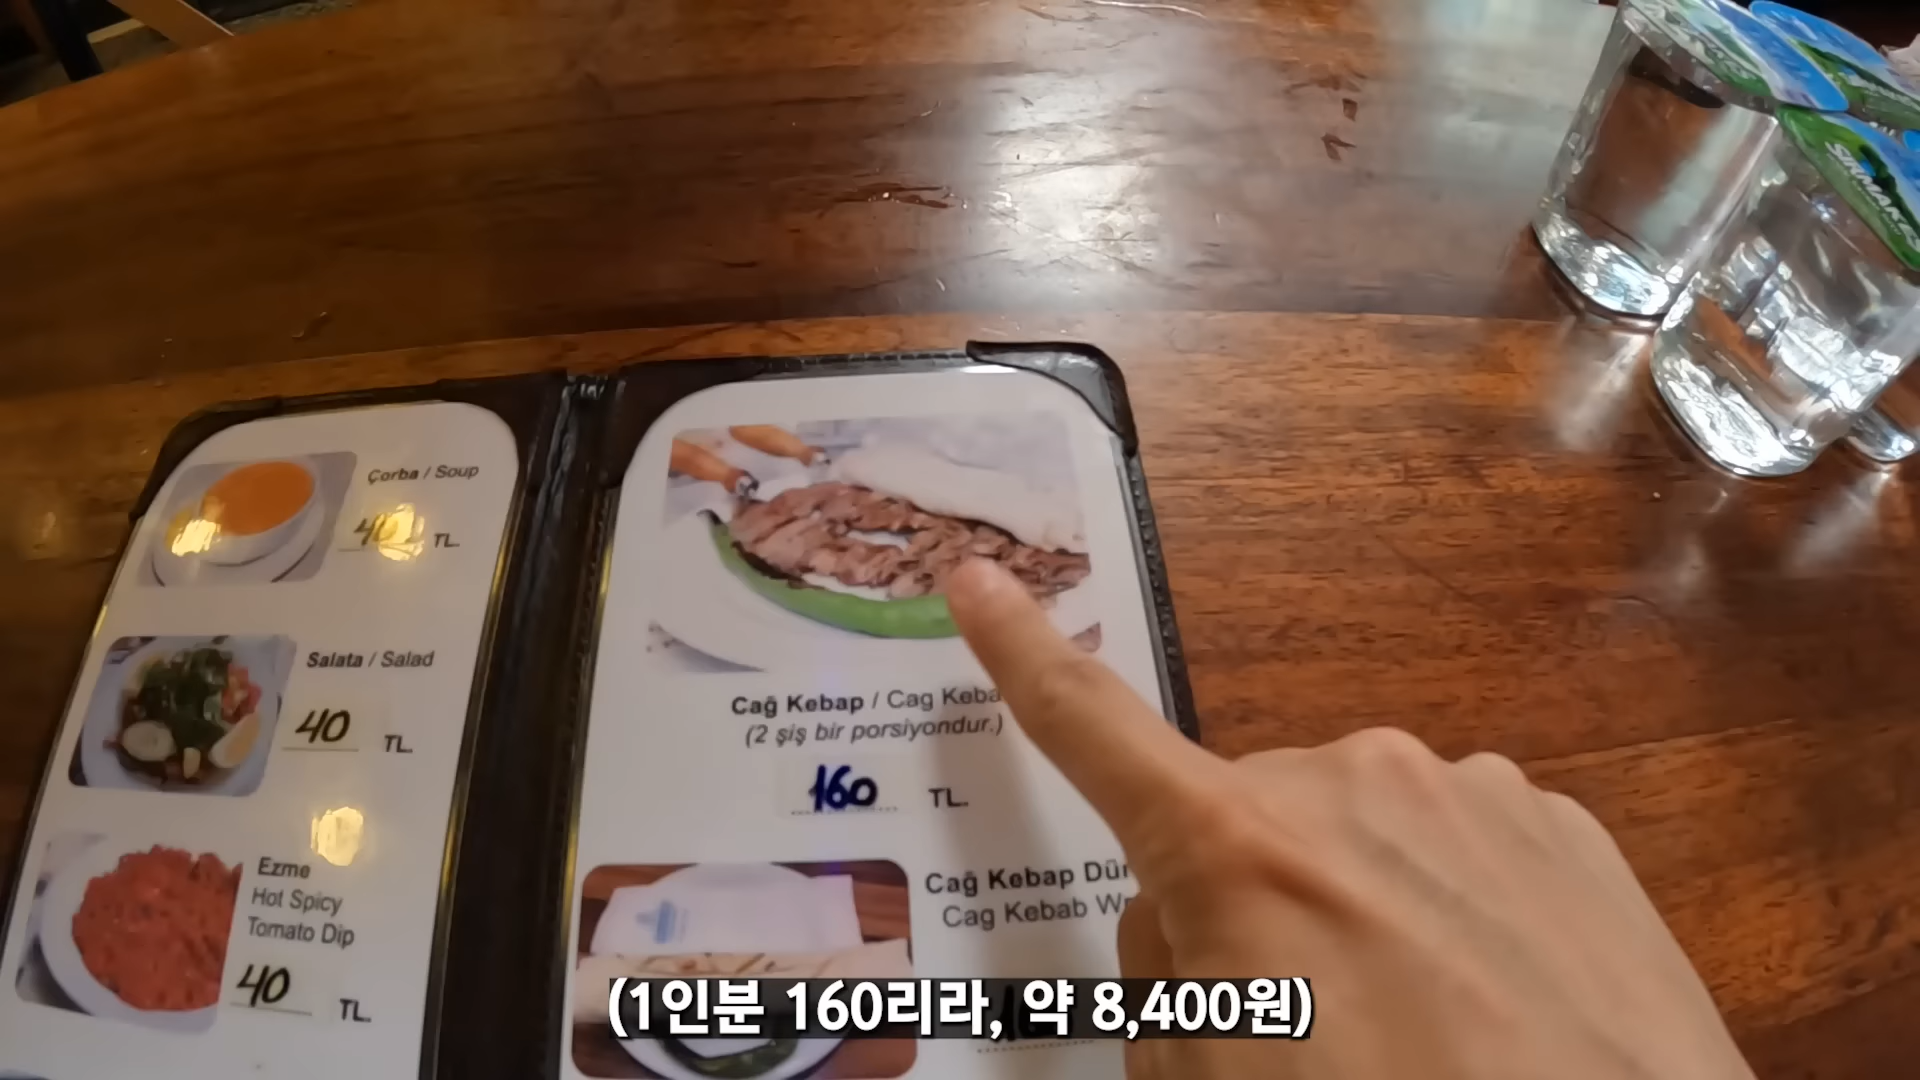 Çorba / Soup
40 TL.
Salata / Salad
40 TL.
Ezme
Hot Spicy
Tomato Dip
40 TL.
Cağ Kebap / Cag
(2 şiş bir porsiyondur.)
160 TL.
Cağ Kebap
Cag Kebab
(1인분 160리라, 약 8,400원)